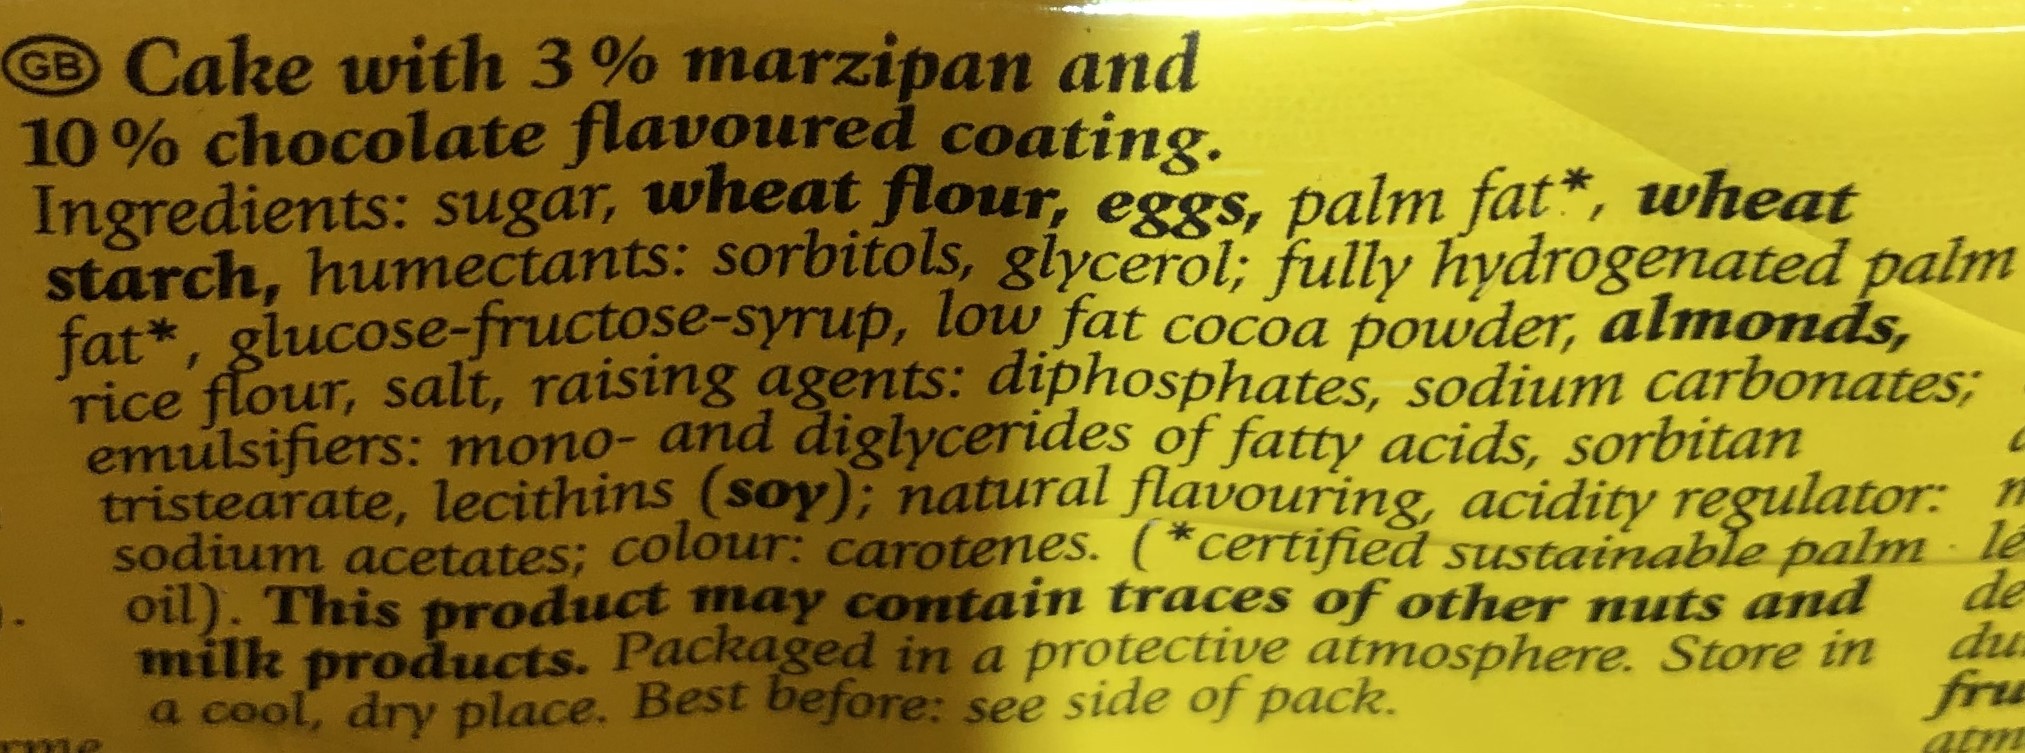 GB Cake with 3 % marzipan and
10 % chocolate flavoured coating.
Ingredients: sugar, wheat flour, eggs, palm fat*, wheat
starch, humectants: sorbitols, glycerol; fully hydrogenated palm
fat*, glucose-fructose-syrup, low fat cocoa powder, almonds,
rice flour, salt, raising agents: diphosphates, sodium carbonates;
emulsifiers: mono- and diglycerides of fatty acids, sorbitan
tristearate, lecithins (soy); natural flavouring, acidity regulator:
sodium acetates; colour: carotenes. (*certified sustainable palm
oil). This product may contain traces of other nuts and
milk products. Packaged in a protective atmosphere. Store in
a cool, dry place. Best before: see side of pack.